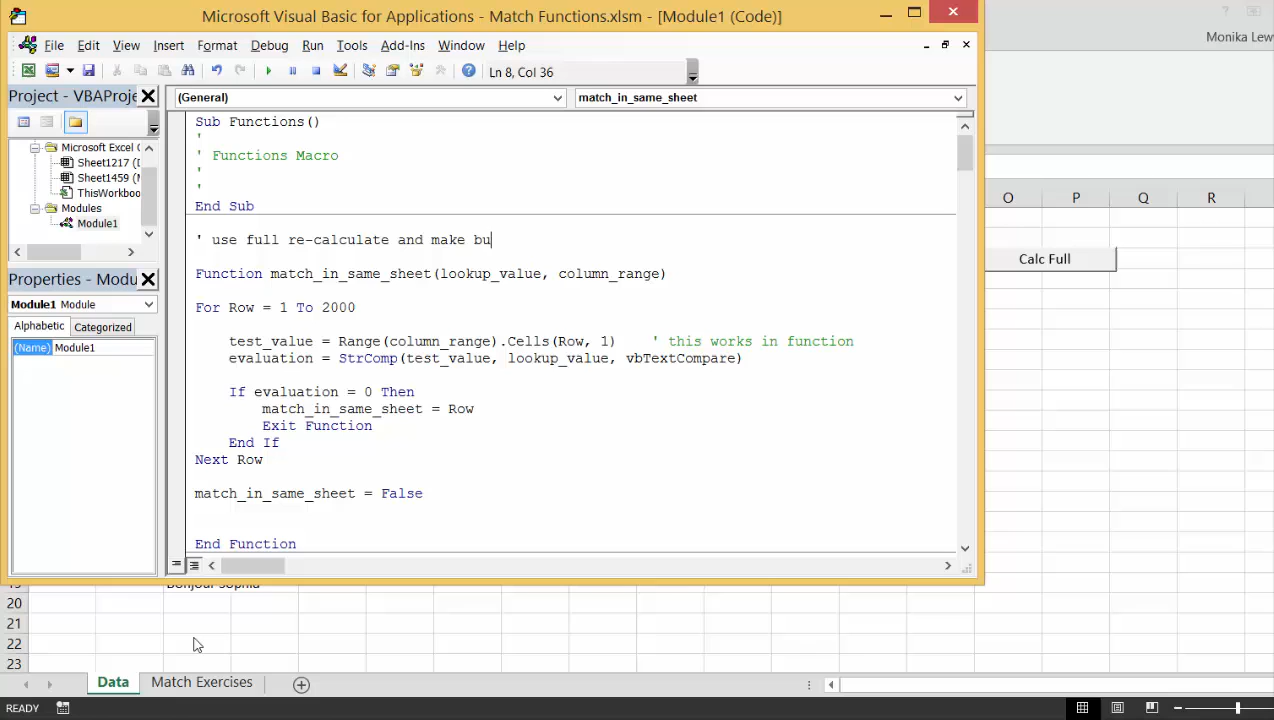 Microsoft Visual Basic for Applications - Match Functions.xlsm - [Module1 (Code)]
Monika Lew
File Edit View Insert Format Debug Run Tools Add-Ins Window Help
Ln 8, Col 36
Project - VBAProje
(General)
match_in_same_sheet
Microsoft Excel
Sheet1217 (
Sheet1459 (
ThisWorkboo
Modules
Module1
Properties - Modu
Module1 Module
Alphabetic Categorized
(Name) Module1
Sub Functions()
'
' Functions Macro
'
'
End Sub
' use full re-calculate and make bu
Function match_in_same_sheet(lookup_value, column_range)
For Row = 1 To 2000
test_value = Range(column_range).Cells(Row, 1) ' this works in function
evaluation = StrComp(test_value, lookup_value, vbTextCompare)
If evaluation = 0 Then
match_in_same_sheet = Row
Exit Function
End If
Next Row
match_in_same_sheet = False
End Function
O P Q R
Calc Full
20
21
22
23
Data Match Exercises
READY